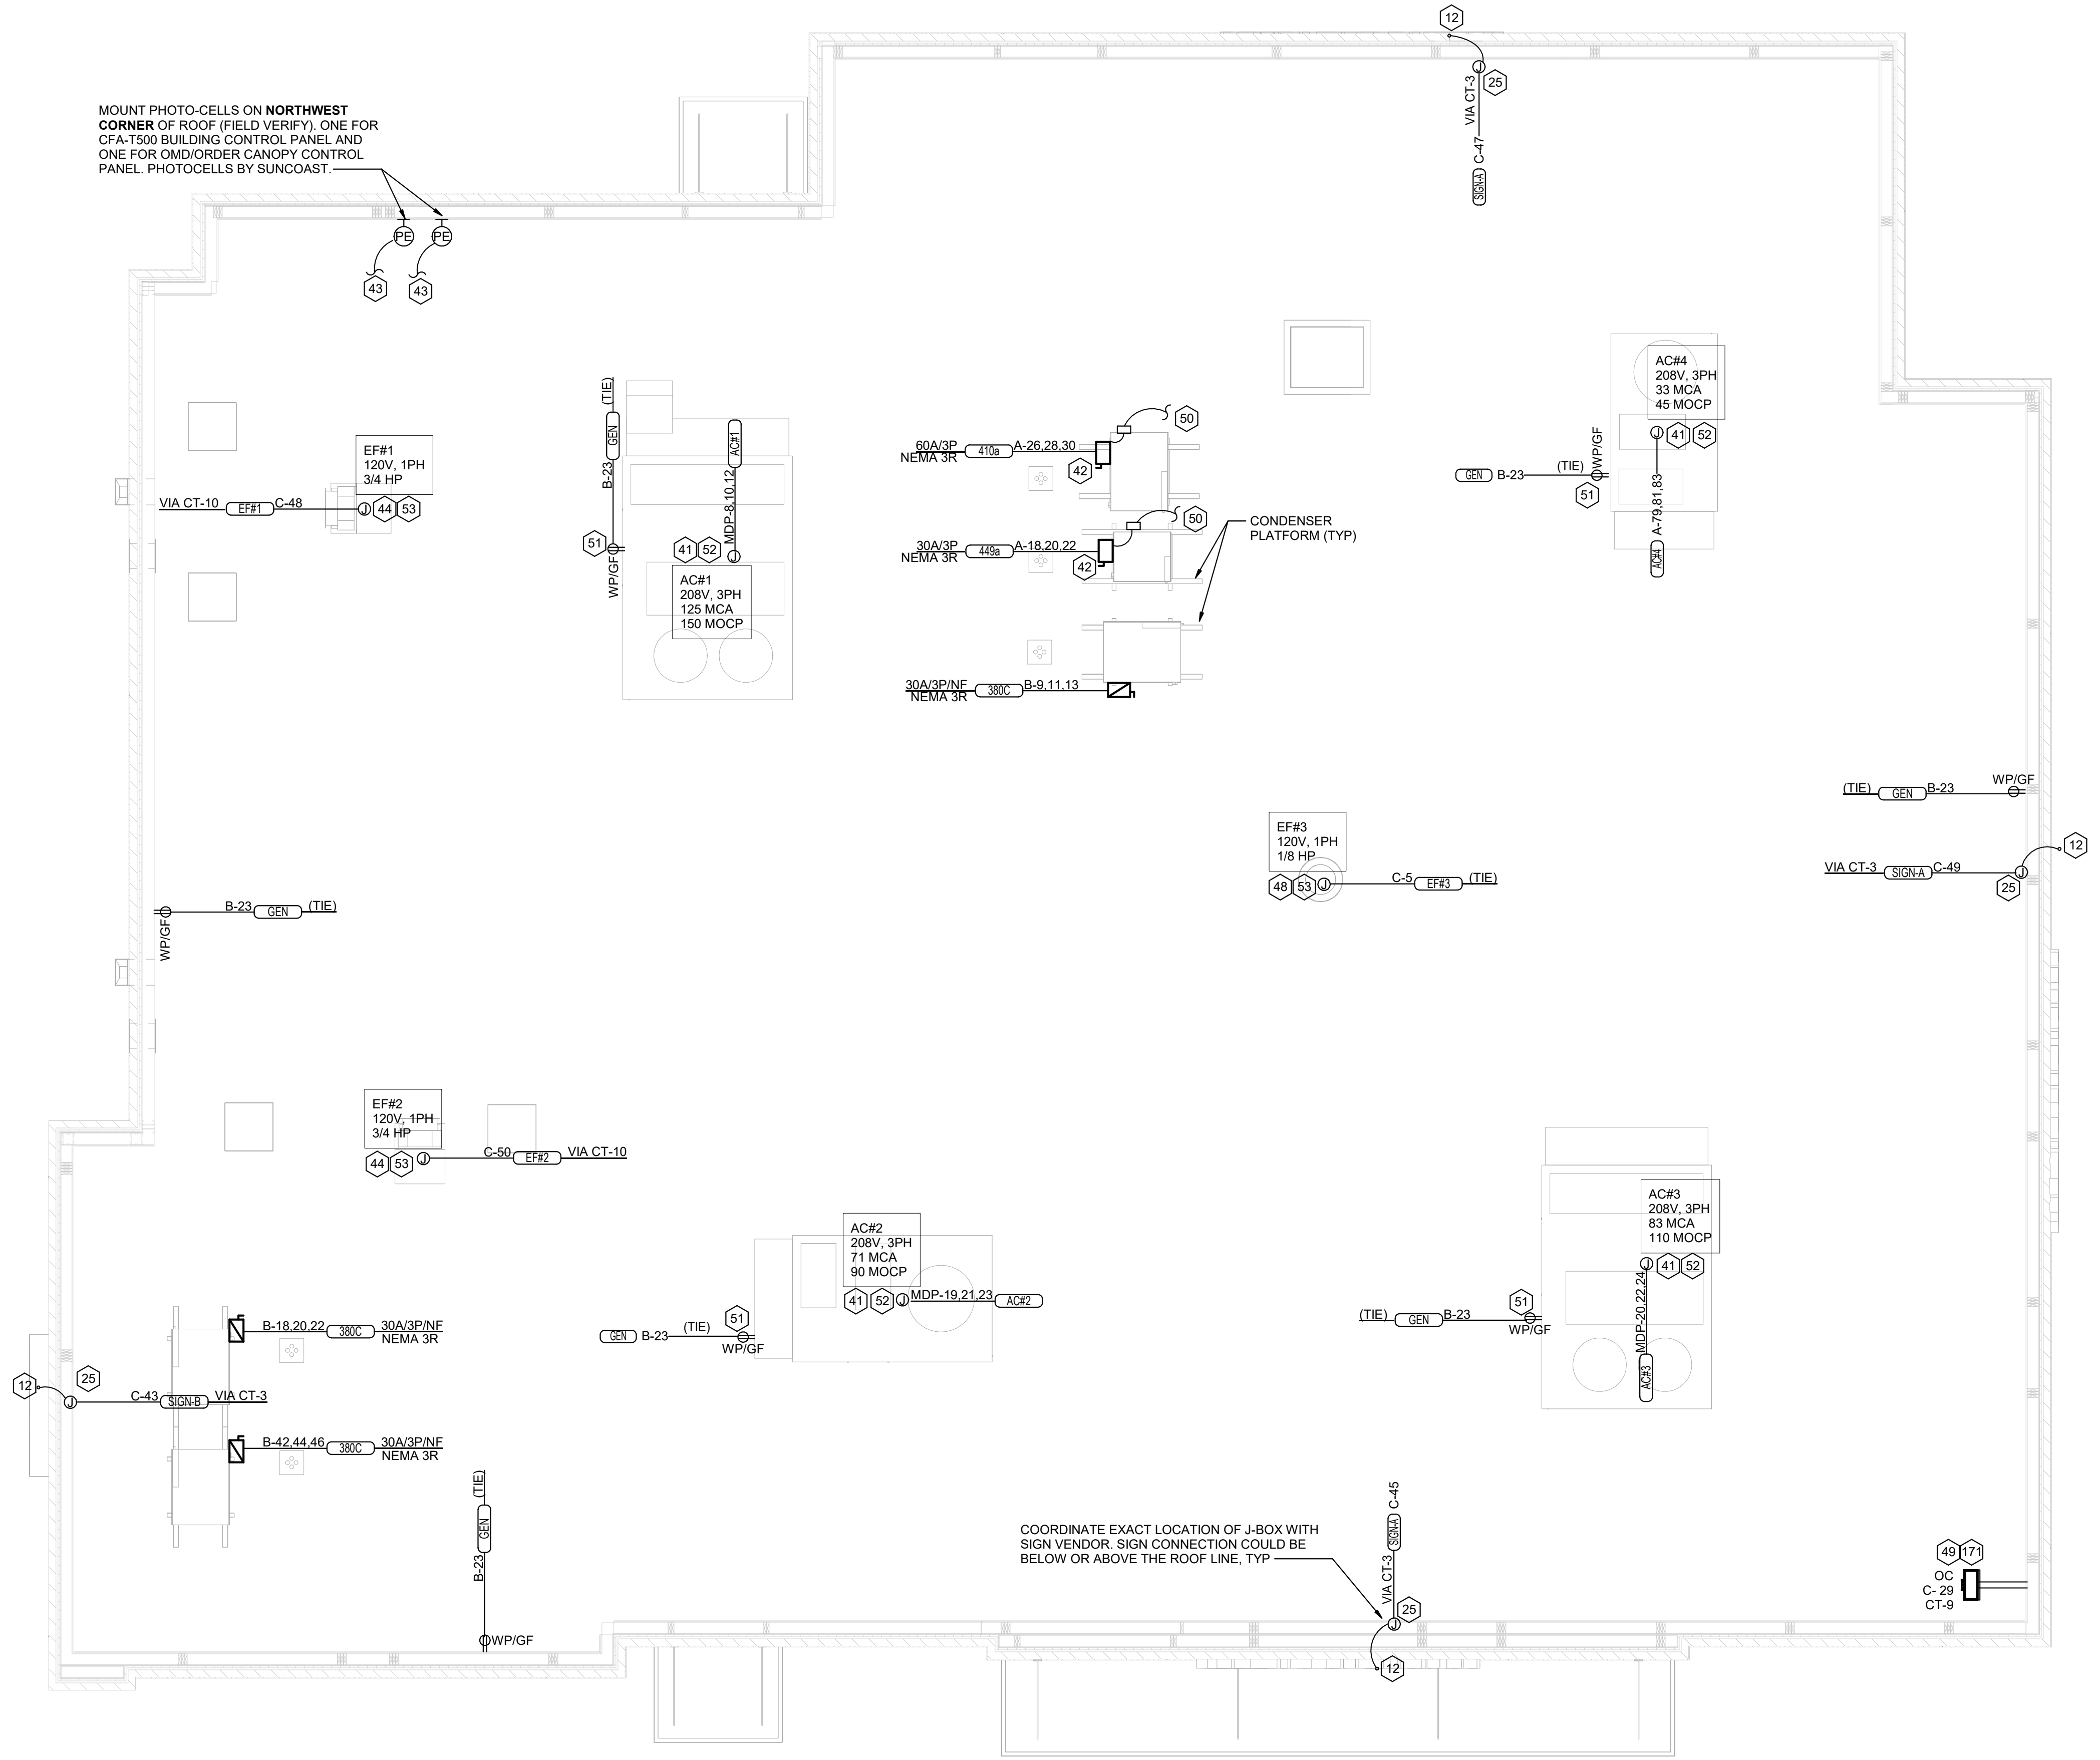 12
25
VIA CT-3
C-47
SIGN-A
MOUNT PHOTO-CELLS ON NORTHWEST
CORNER OF ROOF (FIELD VERIFY). ONE FOR
CFA-T500 BUILDING CONTROL PANEL AND
ONE FOR OMD/ORDER CANOPY CONTROL
PANEL. PHOTOCELLS BY SUNCOAST.
PE
PE
43
43
EF#1
120V, 1PH
3/4 HP
VIA CT-10 EF#1 C-48
J 44 53
(TIE)
GEN
B-23
51
WP/GF
AC#1
MDP-8,10,12
41 52
J
AC#1
208V, 3PH
125 MCA
150 MOCP
50
60A/3P 410a A-26,28,30
NEMA 3R
42
50
30A/3P 449a A-18,20,22
NEMA 3R
42
CONDENSER
PLATFORM (TYP)
30A/3P/NF 380C B-9,11,13
NEMA 3R
AC#4
208V, 3PH
33 MCA
45 MOCP
J 41 52
WP/GF
GEN B-23 (TIE)
51
A-79,81,83
AC#4
WP/GF
(TIE) GEN B-23
12
VIA CT-3 SIGN-A C-49
J
25
EF#3
120V, 1PH
1/8 HP
48 53 J C-5 EF#3 (TIE)
B-23 GEN (TIE)
WP/GF
EF#2
120V, 1PH
3/4 HP
44 53 J C-50 EF#2 VIA CT-10
AC#2
208V, 3PH
71 MCA
90 MOCP
41 52 J MDP-19,21,23 AC#2
51
GEN B-23 (TIE)
WP/GF
AC#3
208V, 3PH
83 MCA
110 MOCP
J 41 52
MDP-20,22,24
AC#3
51
(TIE) GEN B-23
WP/GF
B-18,20,22 380C 30A/3P/NF
NEMA 3R
12
25
J C-43 SIGN-B VIA CT-3
B-42,44,46 380C 30A/3P/NF
NEMA 3R
(TIE)
GEN
B-23
WP/GF
COORDINATE EXACT LOCATION OF J-BOX WITH
SIGN VENDOR. SIGN CONNECTION COULD BE
BELOW OR ABOVE THE ROOF LINE, TYP
C-45
SIGN-A
VIA CT-3
25
J
12
49 171
OC
C- 29
CT-9